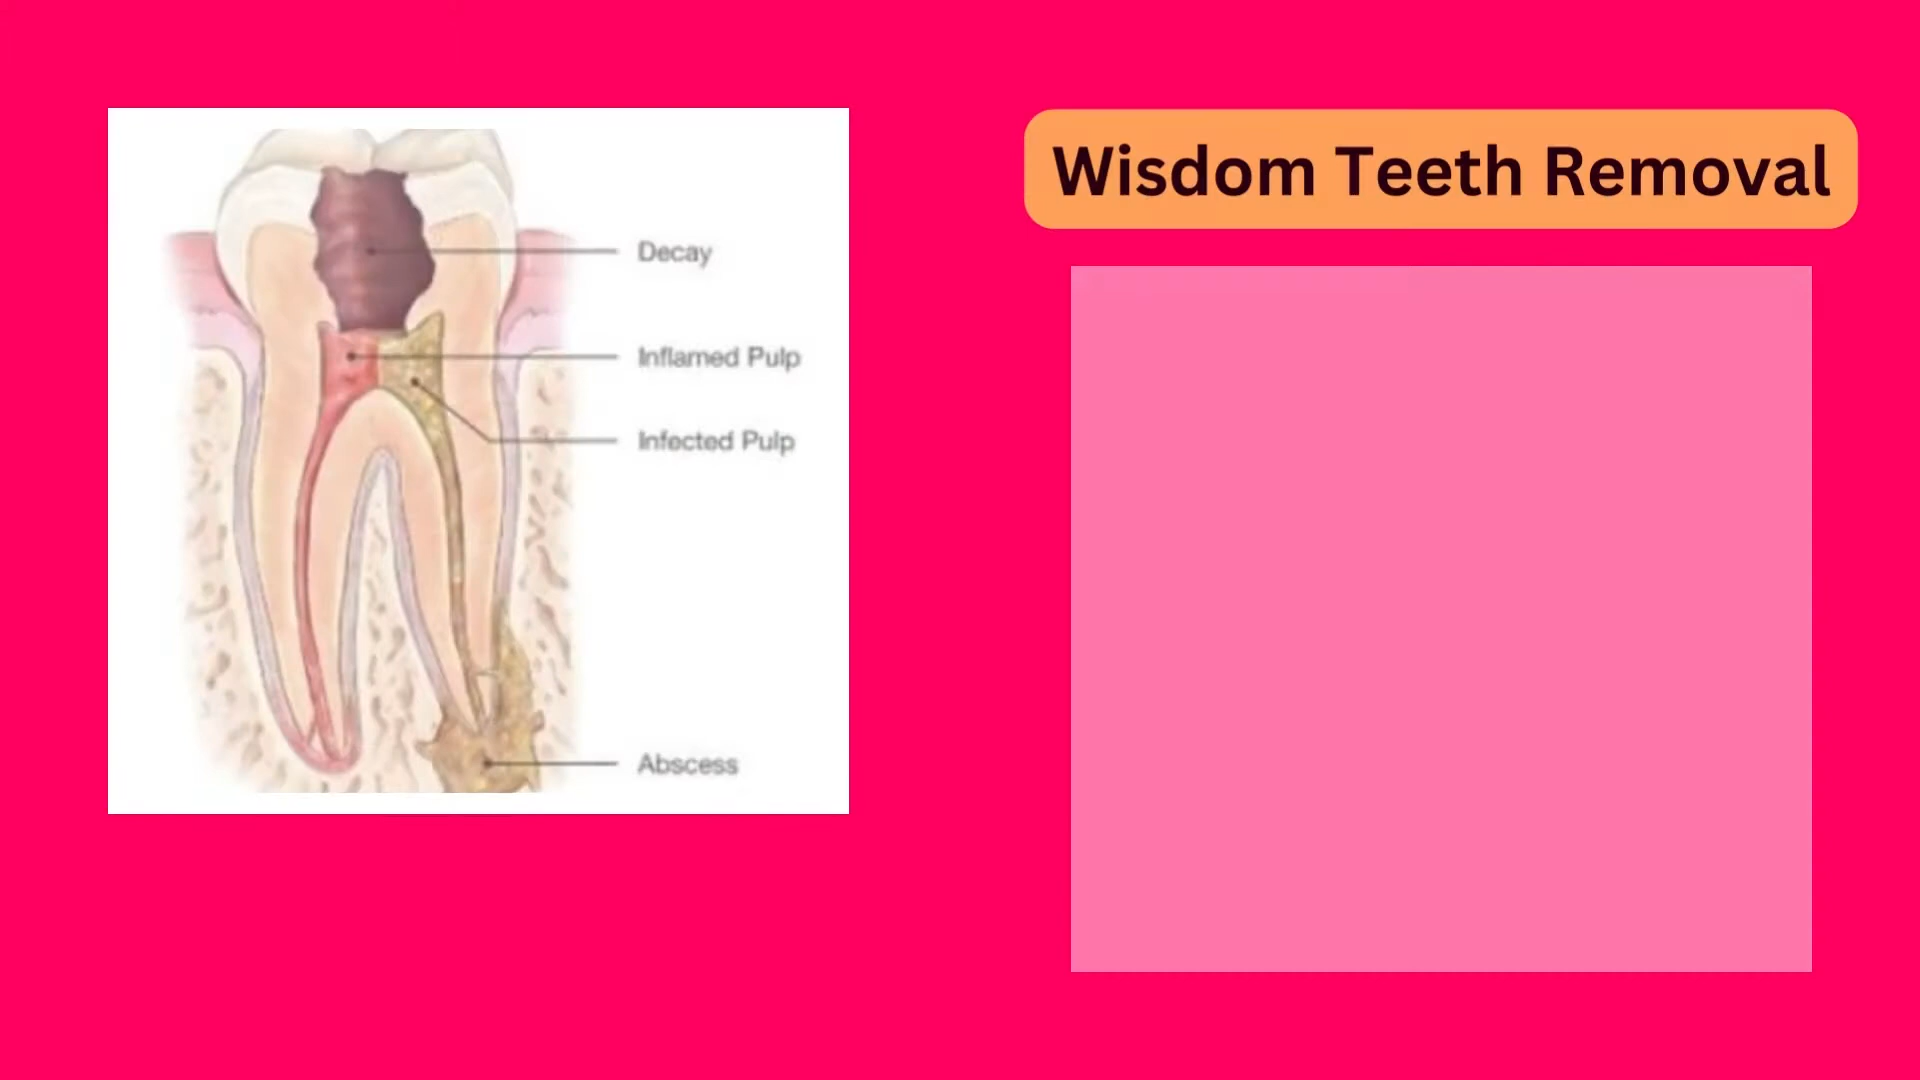 Decay
Inflamed Pulp
Infected Pulp
Abscess
Wisdom Teeth Removal